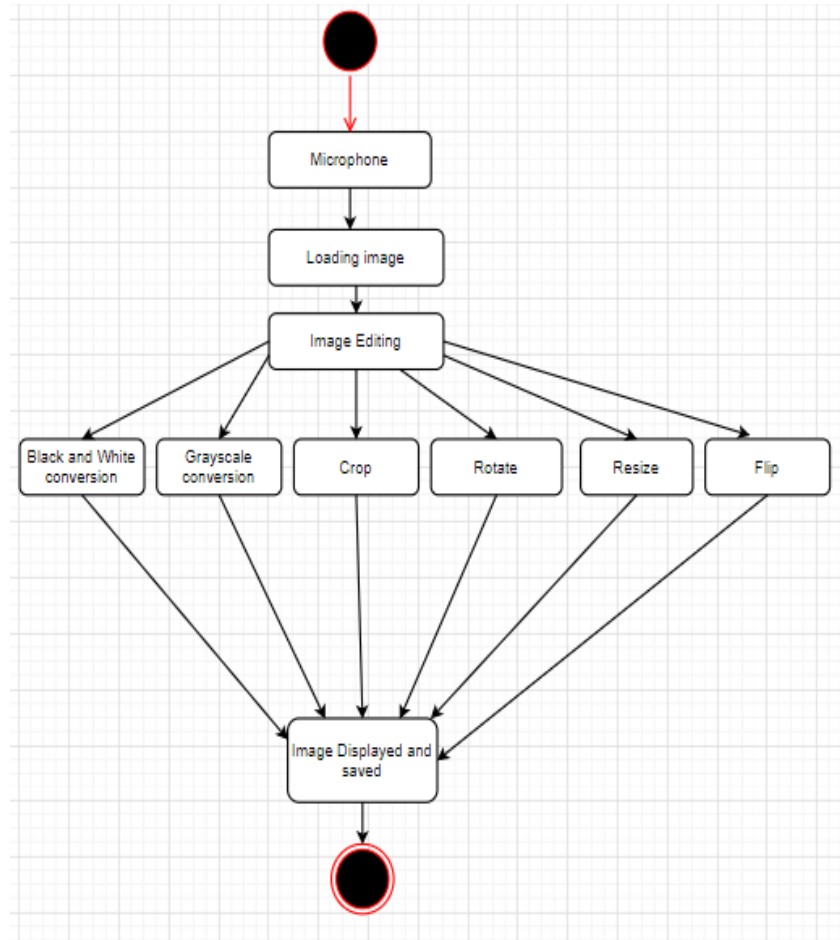 Microphone
Loading image
Image Editing
Black and White
conversion
Grayscale
conversion
Crop
Rotate
Resize
Flip
Image Displayed and
saved